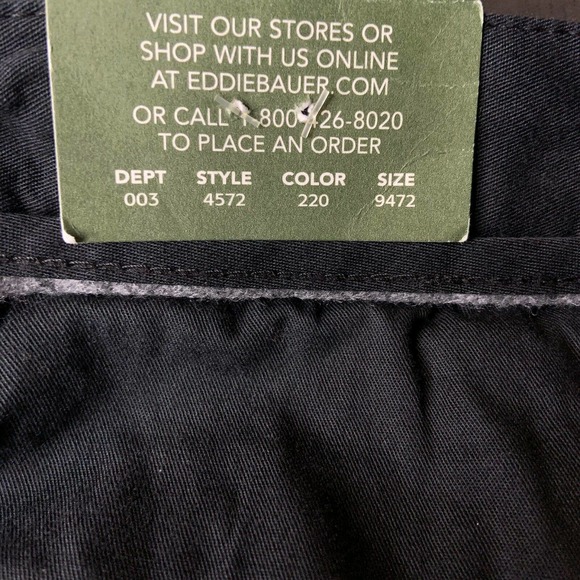 VISIT OUR STORES OR
SHOP WITH US ONLINE
AT EDDIEBAUER.COM
OR CALL 1 800 426-8020
TO PLACE AN ORDER
DEPT STYLE COLOR SIZE
003 4572 220 9472